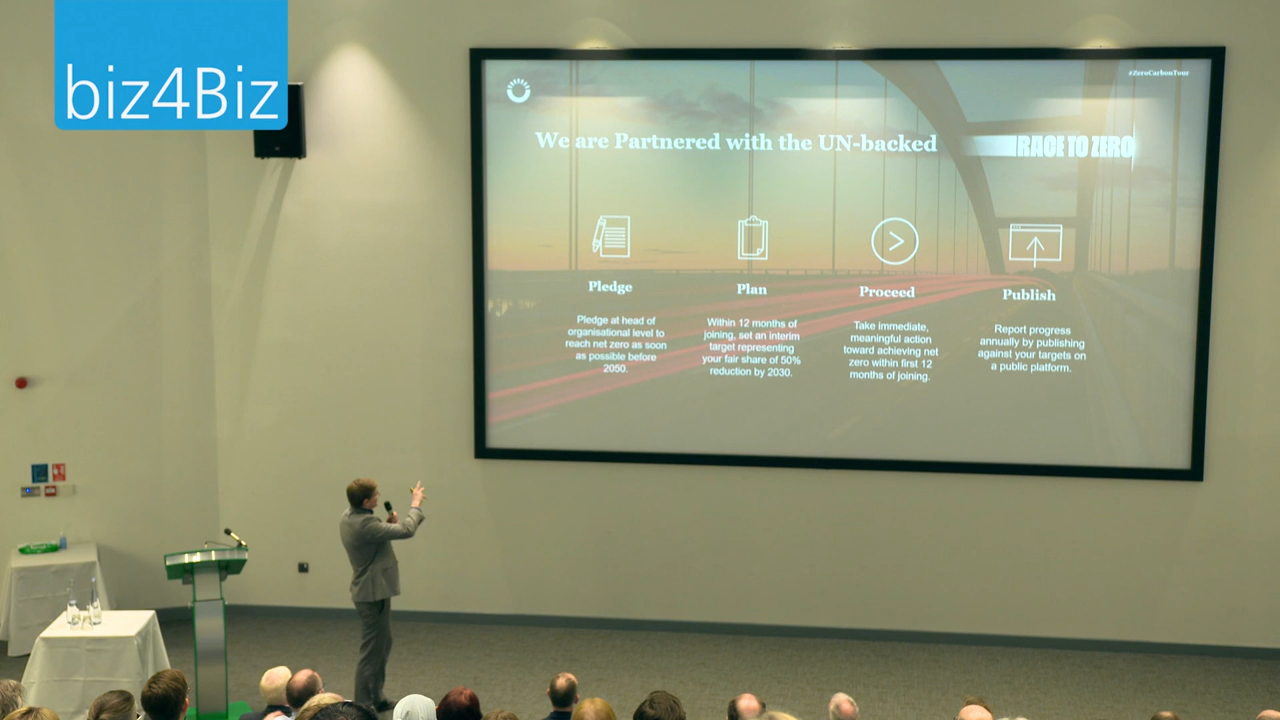 biz4Biz
#ZeroCarbonTour
We are Partnered with the UN-backed RACE TO ZERO
Pledge
Pledge at head of
organisational level to
reach net zero as soon
as possible before
2050.
Plan
Within 12 months of
joining, set an interim
target representing
your fair share of 50%
reduction by 2030.
Proceed
Take immediate,
meaningful action
toward achieving net
zero within first 12
months of joining.
Publish
Report progress
annually by publishing
against your targets on
a public platform.